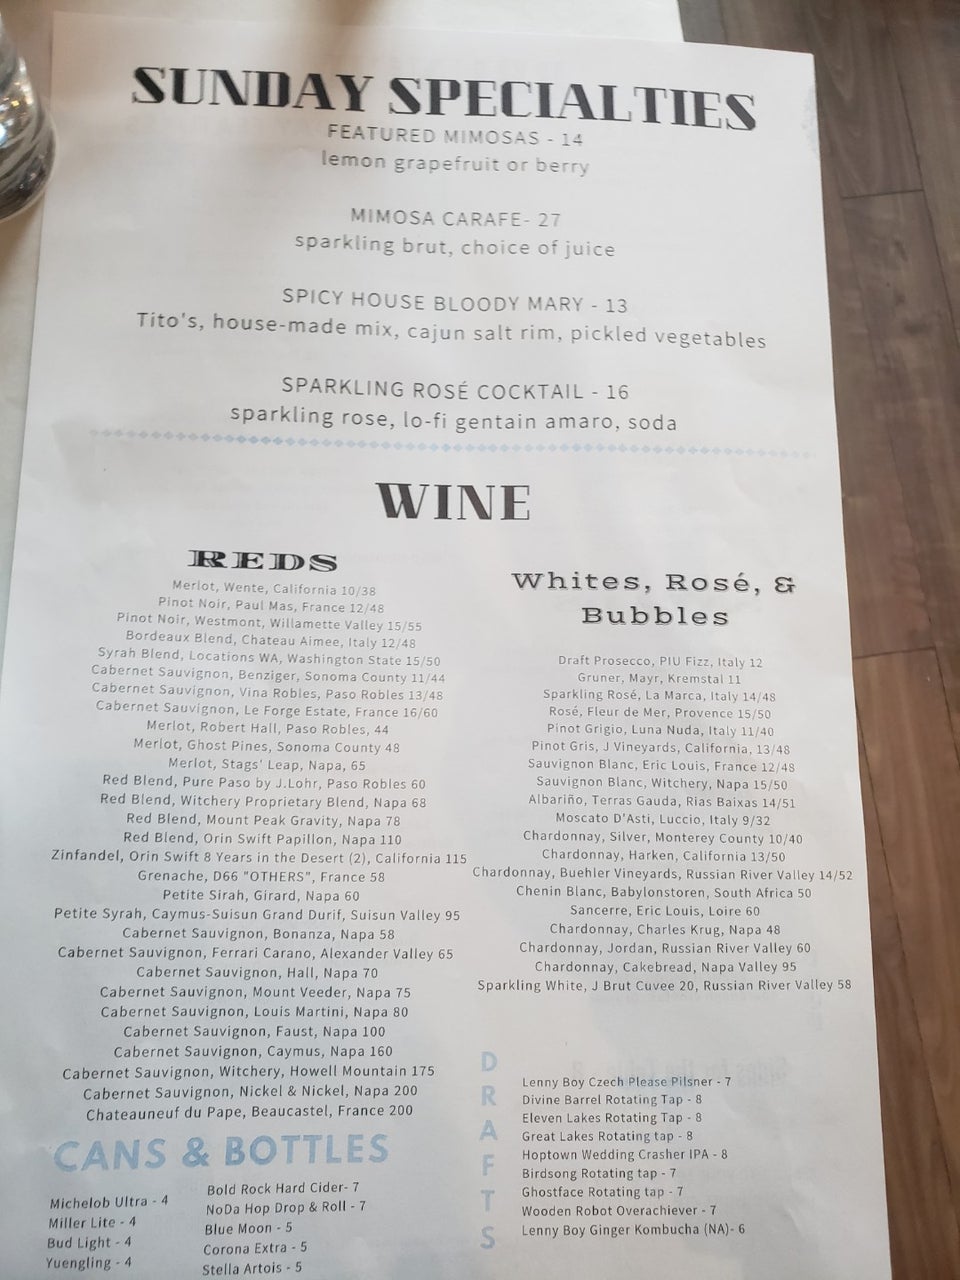 SUNDAY SPECIALTIES
FEATURED MIMOSAS - 14
lemon grapefruit or berry
MIMOSA CARAFE- 27
sparkling brut, choice of juice
SPICY HOUSE BLOODY MARY - 13
Tito's, house-made mix, cajun salt rim, pickled vegetables
SPARKLING ROSÉ COCKTAIL - 16
sparkling rose, lo-fi gentain amaro, soda
WINE
REDS
Merlot, Wente, California 10/38
Pinot Noir, Paul Mas, France 12/48
Pinot Noir, Westmont, Willamette Valley 15/55
Bordeaux Blend, Chateau Aimee, Italy 12/48
Syrah Blend, Locations WA, Washington State 15/50
Cabernet Sauvignon, Benziger, Sonoma County 11/44
Cabernet Sauvignon, Vina Robles, Paso Robles 13/48
Cabernet Sauvignon, Le Forge Estate, France 16/60
Merlot, Robert Hall, Paso Robles, 44
Merlot, Ghost Pines, Sonoma County 48
Merlot, Stags' Leap, Napa, 65
Red Blend, Pure Paso by J.Lohr, Paso Robles 60
Red Blend, Witchery Proprietary Blend, Napa 68
Red Blend, Mount Peak Gravity, Napa 78
Red Blend, Orin Swift Papillon, Napa 110
Zinfandel, Orin Swift 8 Years in the Desert (2), California 115
Grenache, D66 "OTHERS", France 58
Petite Sirah, Girard, Napa 60
Petite Syrah, Caymus-Suisun Grand Durif, Suisun Valley 95
Cabernet Sauvignon, Bonanza, Napa 58
Cabernet Sauvignon, Ferrari Carano, Alexander Valley 65
Cabernet Sauvignon, Hall, Napa 70
Cabernet Sauvignon, Mount Veeder, Napa 75
Cabernet Sauvignon, Louis Martini, Napa 80
Cabernet Sauvignon, Faust, Napa 100
Cabernet Sauvignon, Caymus, Napa 160
Cabernet Sauvignon, Witchery, Howell Mountain 175
Cabernet Sauvignon, Nickel & Nickel, Napa 200
Chateauneuf du Pape, Beaucastel, France 200
Whites, Rosé, &
Bubbles
Draft Prosecco, PIU Fizz, Italy 12
Gruner, Mayr, Kremstal 11
Sparkling Rosé, La Marca, Italy 14/48
Rosé, Fleur de Mer, Provence 15/50
Pinot Grigio, Luna Nuda, Italy 11/40
Pinot Gris, J Vineyards, California, 13/48
Sauvignon Blanc, Eric Louis, France 12/48
Sauvignon Blanc, Witchery, Napa 15/50
Albariño, Terras Gauda, Rias Baixas 14/51
Moscato D'Asti, Luccio, Italy 9/32
Chardonnay, Silver, Monterey County 10/40
Chardonnay, Harken, California 13/50
Chardonnay, Buehler Vineyards, Russian River Valley 14/52
Chenin Blanc, Babylonstoren, South Africa 50
Sancerre, Eric Louis, Loire 60
Chardonnay, Charles Krug, Napa 48
Chardonnay, Jordan, Russian River Valley 60
Chardonnay, Cakebread, Napa Valley 95
Sparkling White, J Brut Cuvee 20, Russian River Valley 58
CANS & BOTTLES
Michelob Ultra - 4
Miller Lite - 4
Bud Light - 4
Yuengling - 4
Bold Rock Hard Cider- 7
NoDa Hop Drop & Roll - 7
Blue Moon - 5
Corona Extra - 5
Stella Artois - 5
DRAFTS
Lenny Boy Czech Please Pilsner - 7
Divine Barrel Rotating Tap - 8
Eleven Lakes Rotating Tap - 8
Great Lakes Rotating tap - 8
Hoptown Wedding Crasher IPA - 8
Birdsong Rotating tap - 7
Ghostface Rotating tap - 7
Wooden Robot Overachiever - 7
Lenny Boy Ginger Kombucha (NA)- 6